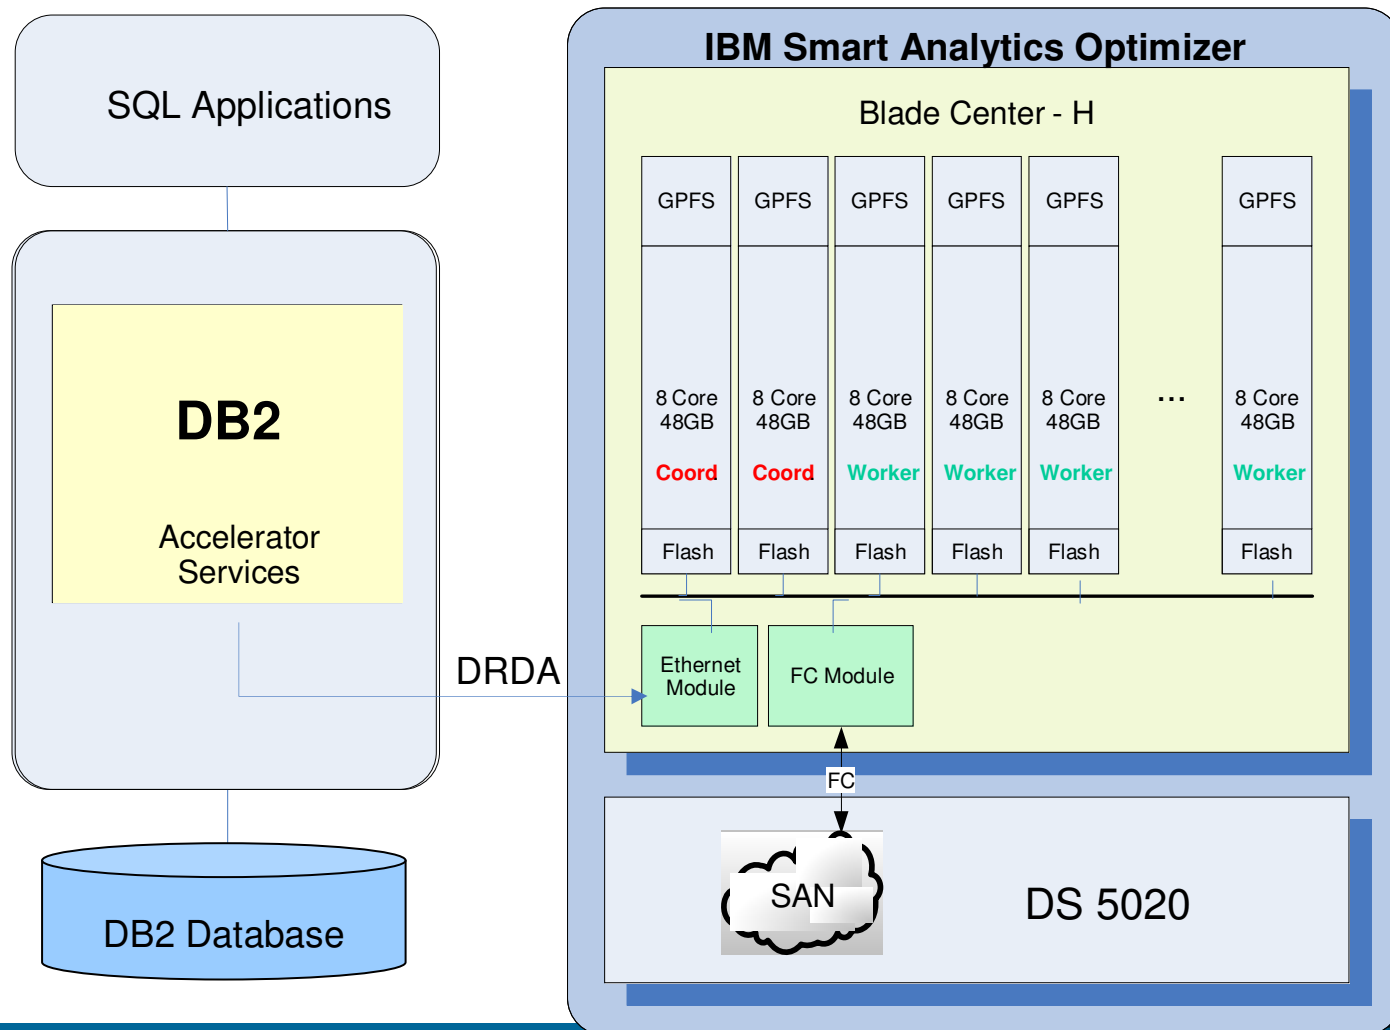 SQL Applications
DB2
Accelerator
Services
DB2 Database
DRDA
IBM Smart Analytics Optimizer
Blade Center - H
GPFS GPFS GPFS GPFS GPFS GPFS
8 Core 8 Core 8 Core 8 Core 8 Core ... 8 Core
48GB 48GB 48GB 48GB 48GB 48GB
Coord. Coord. Worker Worker Worker Worker
Flash Flash Flash Flash Flash Flash
Ethernet
Module
FC Module
FC
SAN
DS 5020